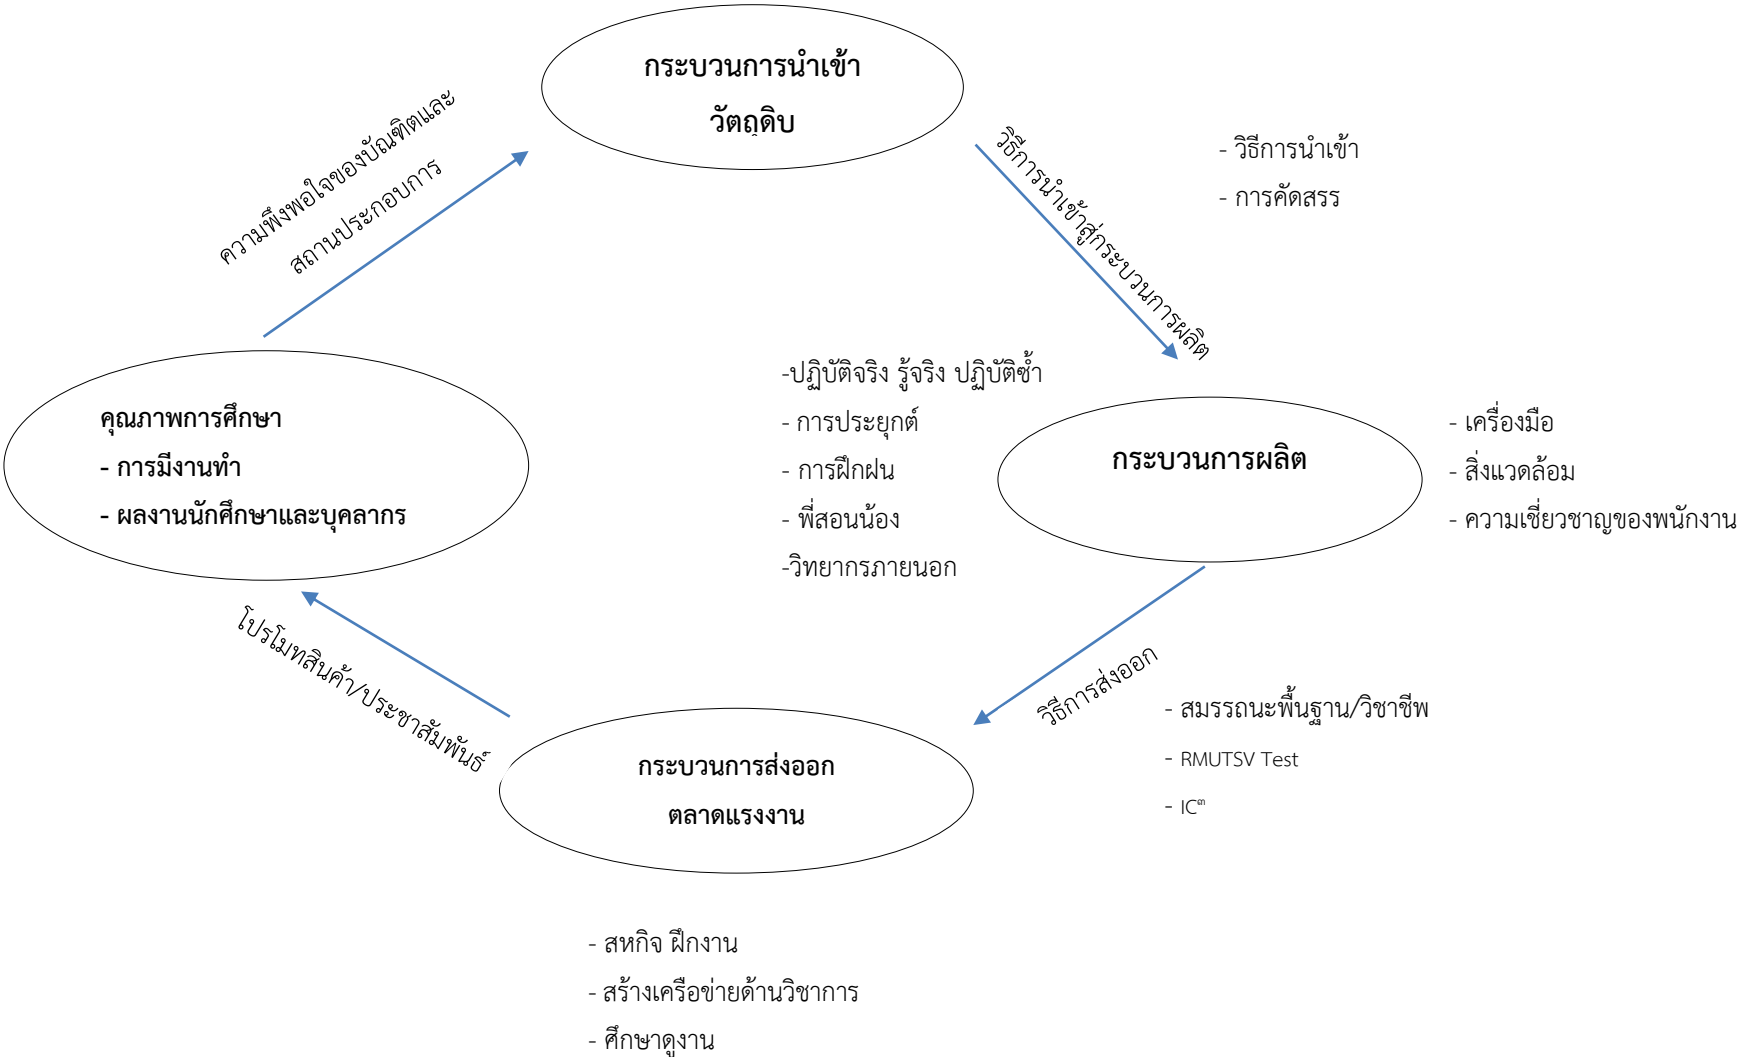 กระบวนการนำเข้า
วัตถุดิบ
ความพึงพอใจของบัณฑิตและ
สถานประกอบการ
วิธีการนำเข้าสู่กระบวนการผลิต
- วิธีการนำเข้า
- การคัดสรร
คุณภาพการศึกษา
- การมีงานทำ
- ผลงานนักศึกษาและบุคลากร
-ปฏิบัติจริง รู้จริง ปฏิบัติซ้ำ
- การประยุกต์
- การฝึกฝน
- พี่สอนน้อง
-วิทยากรภายนอก
กระบวนการผลิต
- เครื่องมือ
- สิ่งแวดล้อม
- ความเชี่ยวชาญของพนักงาน
โปรโมทสินค้า/ประชาสัมพันธ์
วิธีการส่งออก
- สมรรถนะพื้นฐาน/วิชาชีพ
- RMUTSV Test
- IC³
กระบวนการส่งออก
ตลาดแรงงาน
- สหกิจ ฝึกงาน
- สร้างเครือข่ายด้านวิชาการ
- ศึกษาดูงาน